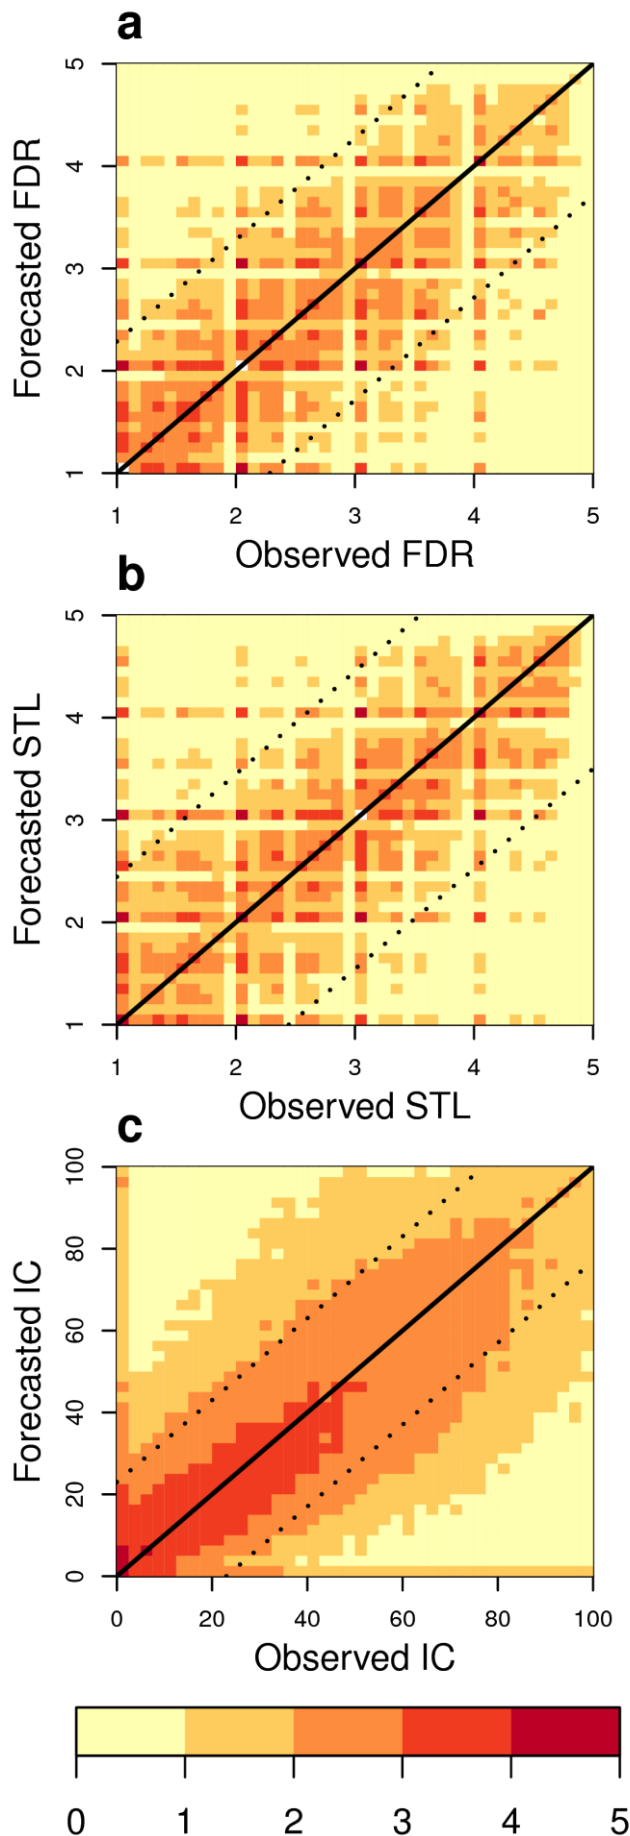 a
5
4
3
2
1
Forecasted FDR
1 2 3 4 5
Observed FDR
b
5
4
3
2
1
Forecasted STL
1 2 3 4 5
Observed STL
c
100
80
60
40
20
0
Forecasted IC
0 20 40 60 80 100
Observed IC
0 1 2 3 4 5